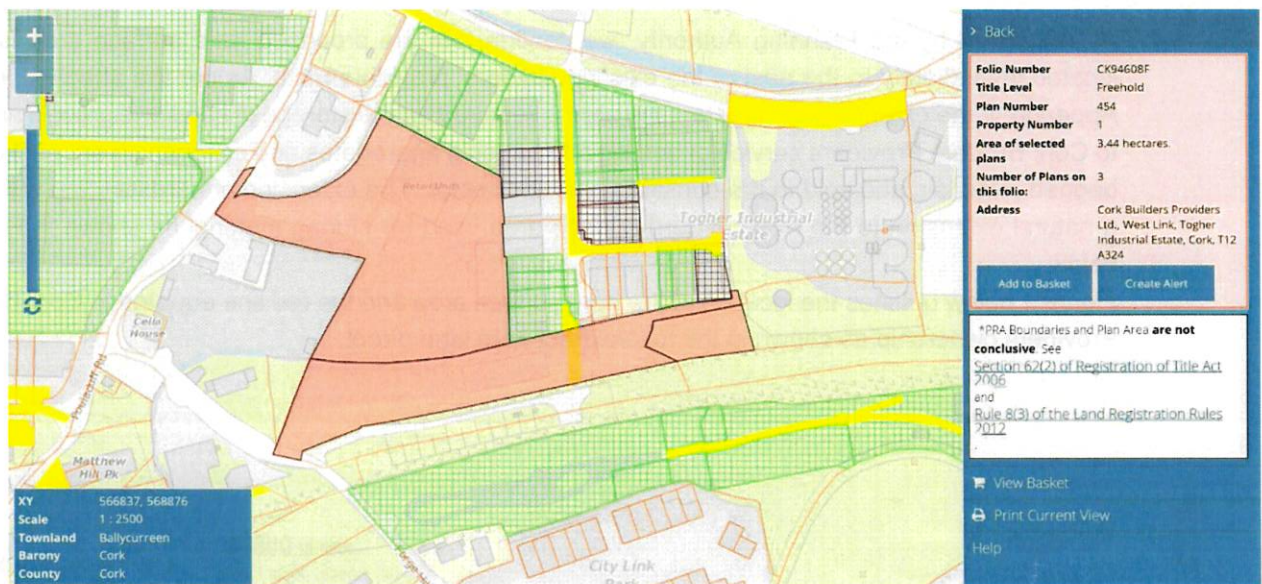 +
−
> Back
Folio Number CK94608F
Title Level Freehold
Plan Number 454
Property Number 1
Area of selected plans 3.44 hectares.
Number of Plans on this folio: 3
Address Cork Builders Providers
Ltd., West Link, Togher
Industrial Estate, Cork, T12
A324
Add to Basket Create Alert
*PRA Boundaries and Plan Area are not
conclusive. See
Section 62(2) of Registration of Title Act
2006
and
Rule 8(3) of the Land Registration Rules
2012
.
View Basket
Print Current View
Help
Togher Industrial
Estate
Cello
House
Pouladuff Rd
Matthew
Hill Pk
City Link
Park
XY 566837, 568876
Scale 1 : 2500
Townland Ballycurreen
Barony Cork
County Cork